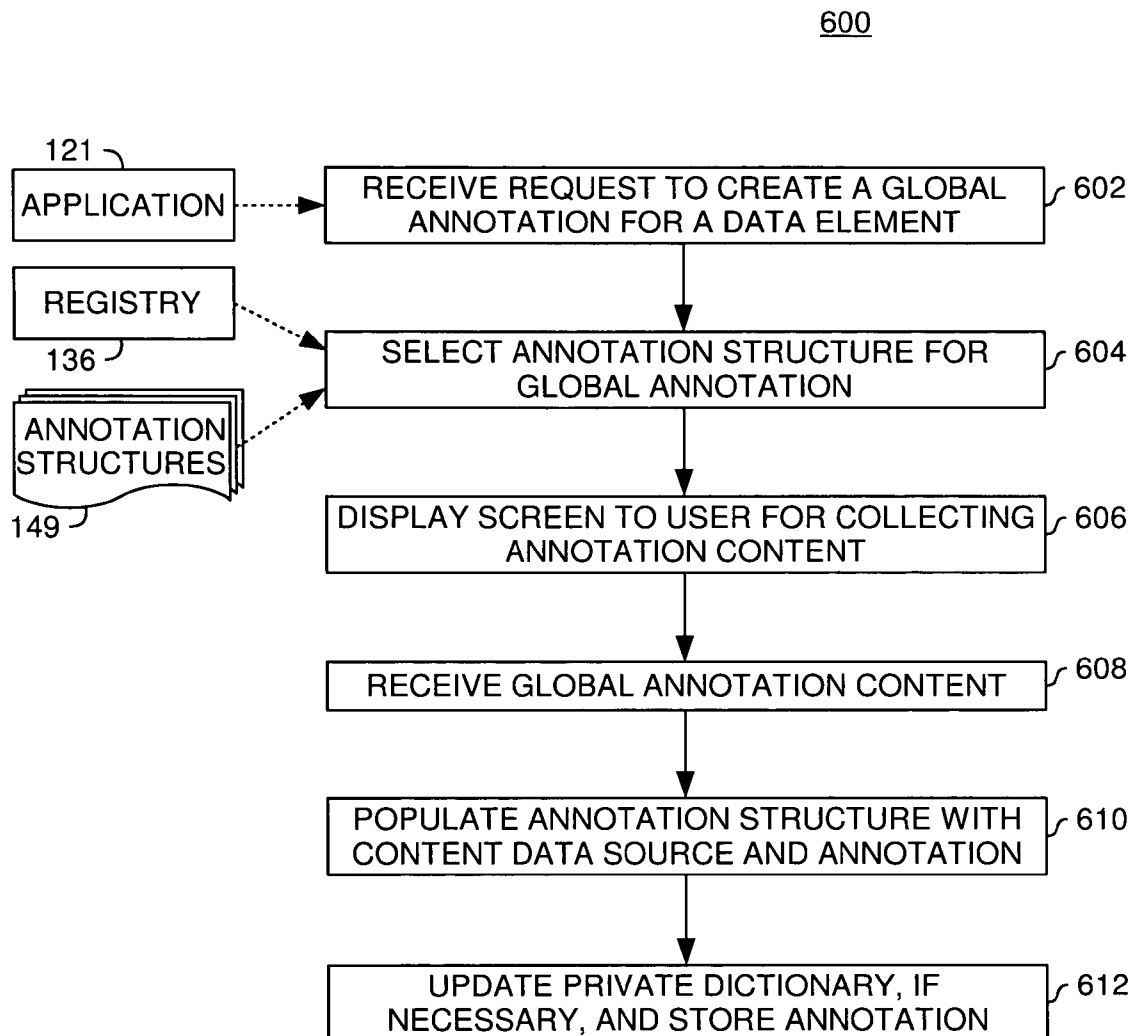 600
121
APPLICATION
RECEIVE REQUEST TO CREATE A GLOBAL
ANNOTATION FOR A DATA ELEMENT
602
REGISTRY
136
SELECT ANNOTATION STRUCTURE FOR
GLOBAL ANNOTATION
604
ANNOTATION
STRUCTURES
149
DISPLAY SCREEN TO USER FOR COLLECTING
ANNOTATION CONTENT
606
RECEIVE GLOBAL ANNOTATION CONTENT
608
POPULATE ANNOTATION STRUCTURE WITH
CONTENT DATA SOURCE AND ANNOTATION
610
UPDATE PRIVATE DICTIONARY, IF
NECESSARY, AND STORE ANNOTATION
612